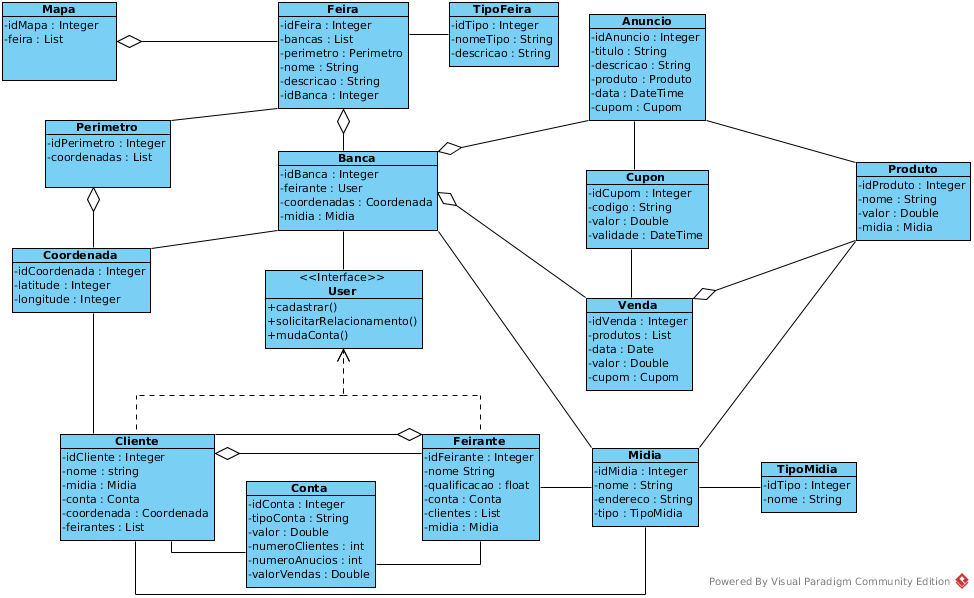 Mapa
-idMapa : Integer
-feira : List
Feira
-idFeira : Integer
-bancas : List
-perimetro : Perimetro
-nome : String
-descricao : String
-idBanca : Integer
TipoFeira
-idTipo : Integer
-nomeTipo : String
-descricao : String
Anuncio
-idAnuncio : Integer
-titulo : String
-descricao : String
-produto : Produto
-data : DateTime
-cupom : Cupom
Perimetro
-idPerimetro : Integer
-coordenadas : List
Banca
-idBanca : Integer
-feirante : User
-coordenadas : Coordenada
-midia : Midia
Cupon
-idCupom : Integer
-codigo : String
-valor : Double
-validade : DateTime
Produto
-idProduto : Integer
-nome : String
-valor : Double
-midia : Midia
Coordenada
-idCoordenada : Integer
-latitude : Integer
-longitude : Integer
<<Interface>>
User
+cadastrar()
+solicitarRelacionamento()
+mudaConta()
Venda
-idVenda : Integer
-produtos : List
-data : Date
-valor : Double
-cupom : Cupom
Cliente
-idCliente : Integer
-nome : string
-midia : Midia
-conta : Conta
-coordenada : Coordenada
-feirantes : List
Conta
-idConta : Integer
-tipoConta : String
-valor : Double
-numeroClientes : int
-numeroAnucios : int
-valorVendas : Double
Feirante
-idFeirante : Integer
-nome String
-qualificacao : float
-conta : Conta
-clientes : List
-midia : Midia
Midia
-idMidia : Integer
-nome : String
-endereco : String
-tipo : TipoMidia
TipoMidia
-idTipo : Integer
-nome : String
Powered By Visual Paradigm Community Edition